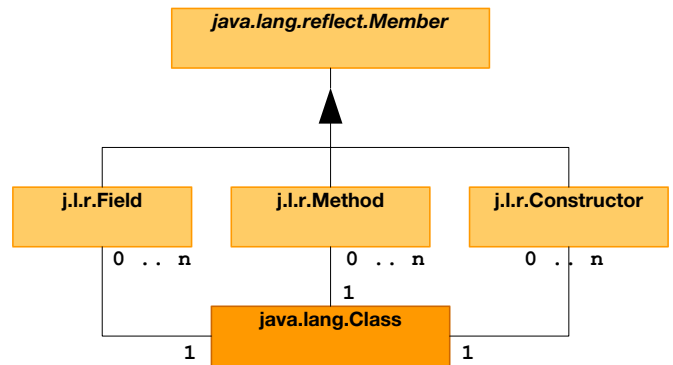 java.lang.reflect.Member
j.l.r.Field
j.l.r.Method
j.l.r.Constructor
0 .. n
0 .. n
0 .. n
1
java.lang.Class
1
1